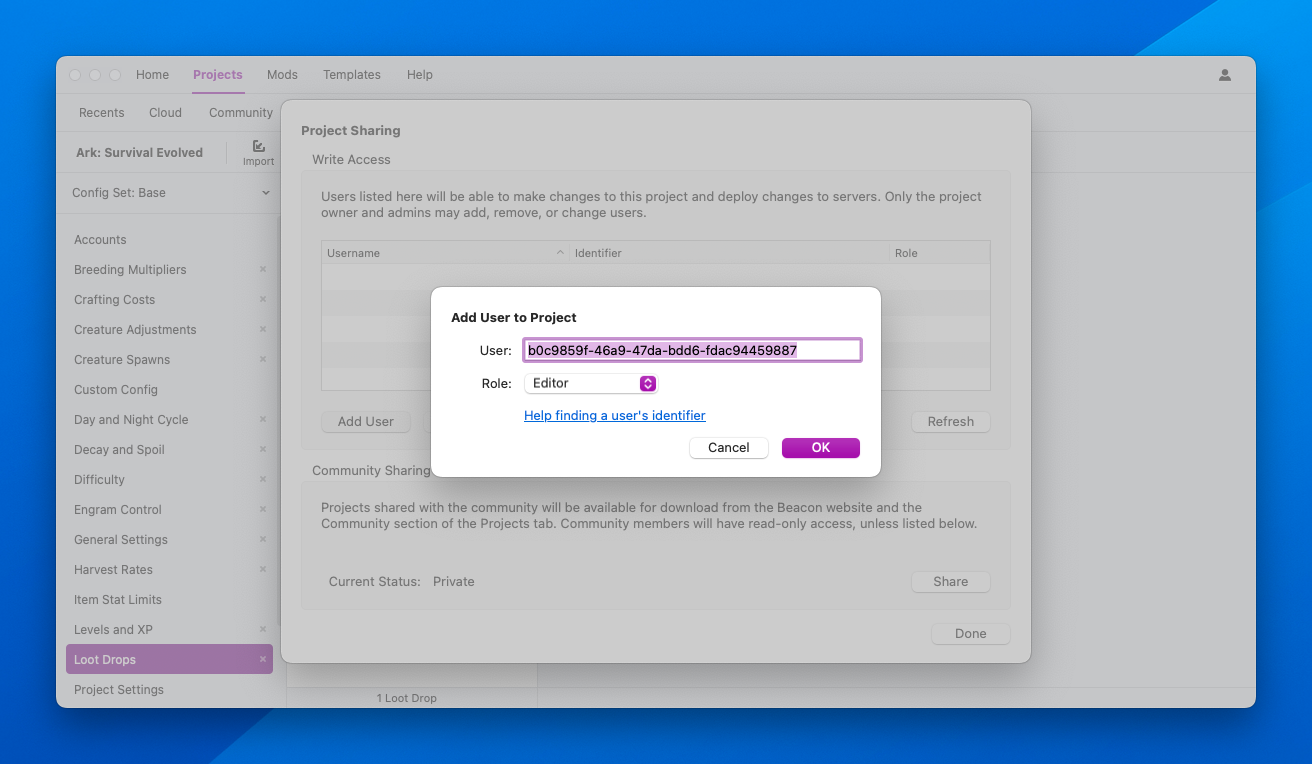 Home Projects Mods Templates Help
Recents Cloud Community
Ark: Survival Evolved
Import
Config Set: Base
Accounts
Breeding Multipliers
Crafting Costs
Creature Adjustments
Creature Spawns
Custom Config
Day and Night Cycle
Decay and Spoil
Difficulty
Engram Control
General Settings
Harvest Rates
Item Stat Limits
Levels and XP
Loot Drops
Project Settings
Project Sharing
Write Access
Users listed here will be able to make changes to this project and deploy changes to servers. Only the project
owner and admins may add, remove, or change users.
Username Identifier Role
Add User to Project
User: b0c9859f-46a9-47da-bdd6-fdac94459887
Role: Editor
Help finding a user's identifier
Cancel OK
Add User Refresh
Community Sharing
Projects shared with the community will be available for download from the Beacon website and the
Community section of the Projects tab. Community members will have read-only access, unless listed below.
Current Status: Private Share
Done
1 Loot Drop